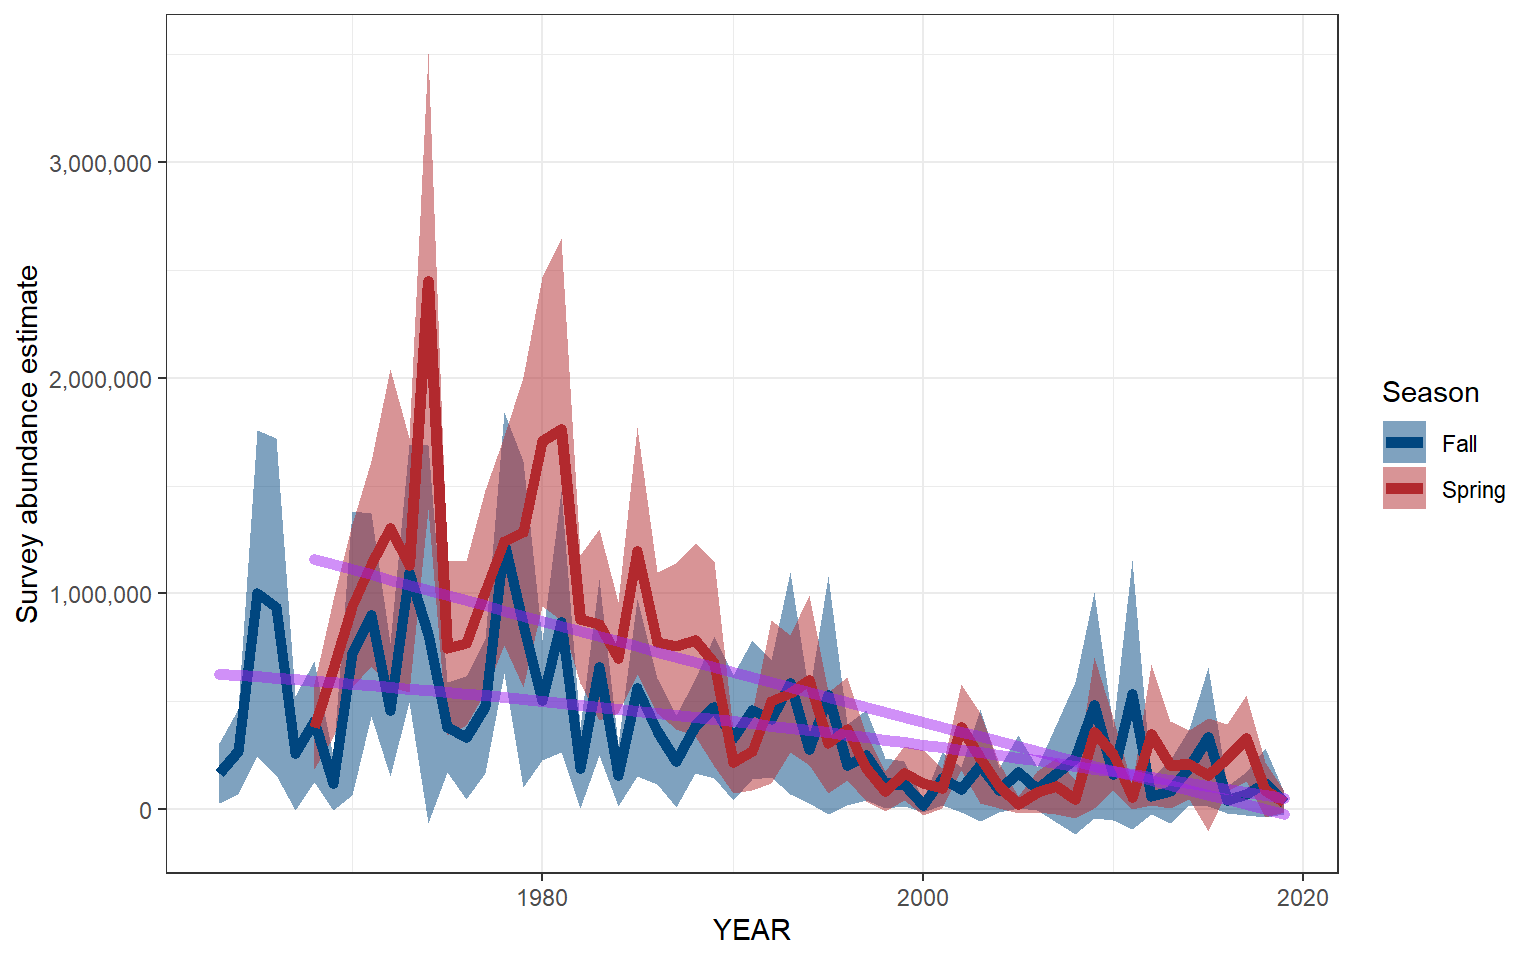 3,000,000
2,000,000
1,000,000
0
Survey abundance estimate
1980
2000
2020
YEAR
Season
Fall
Spring